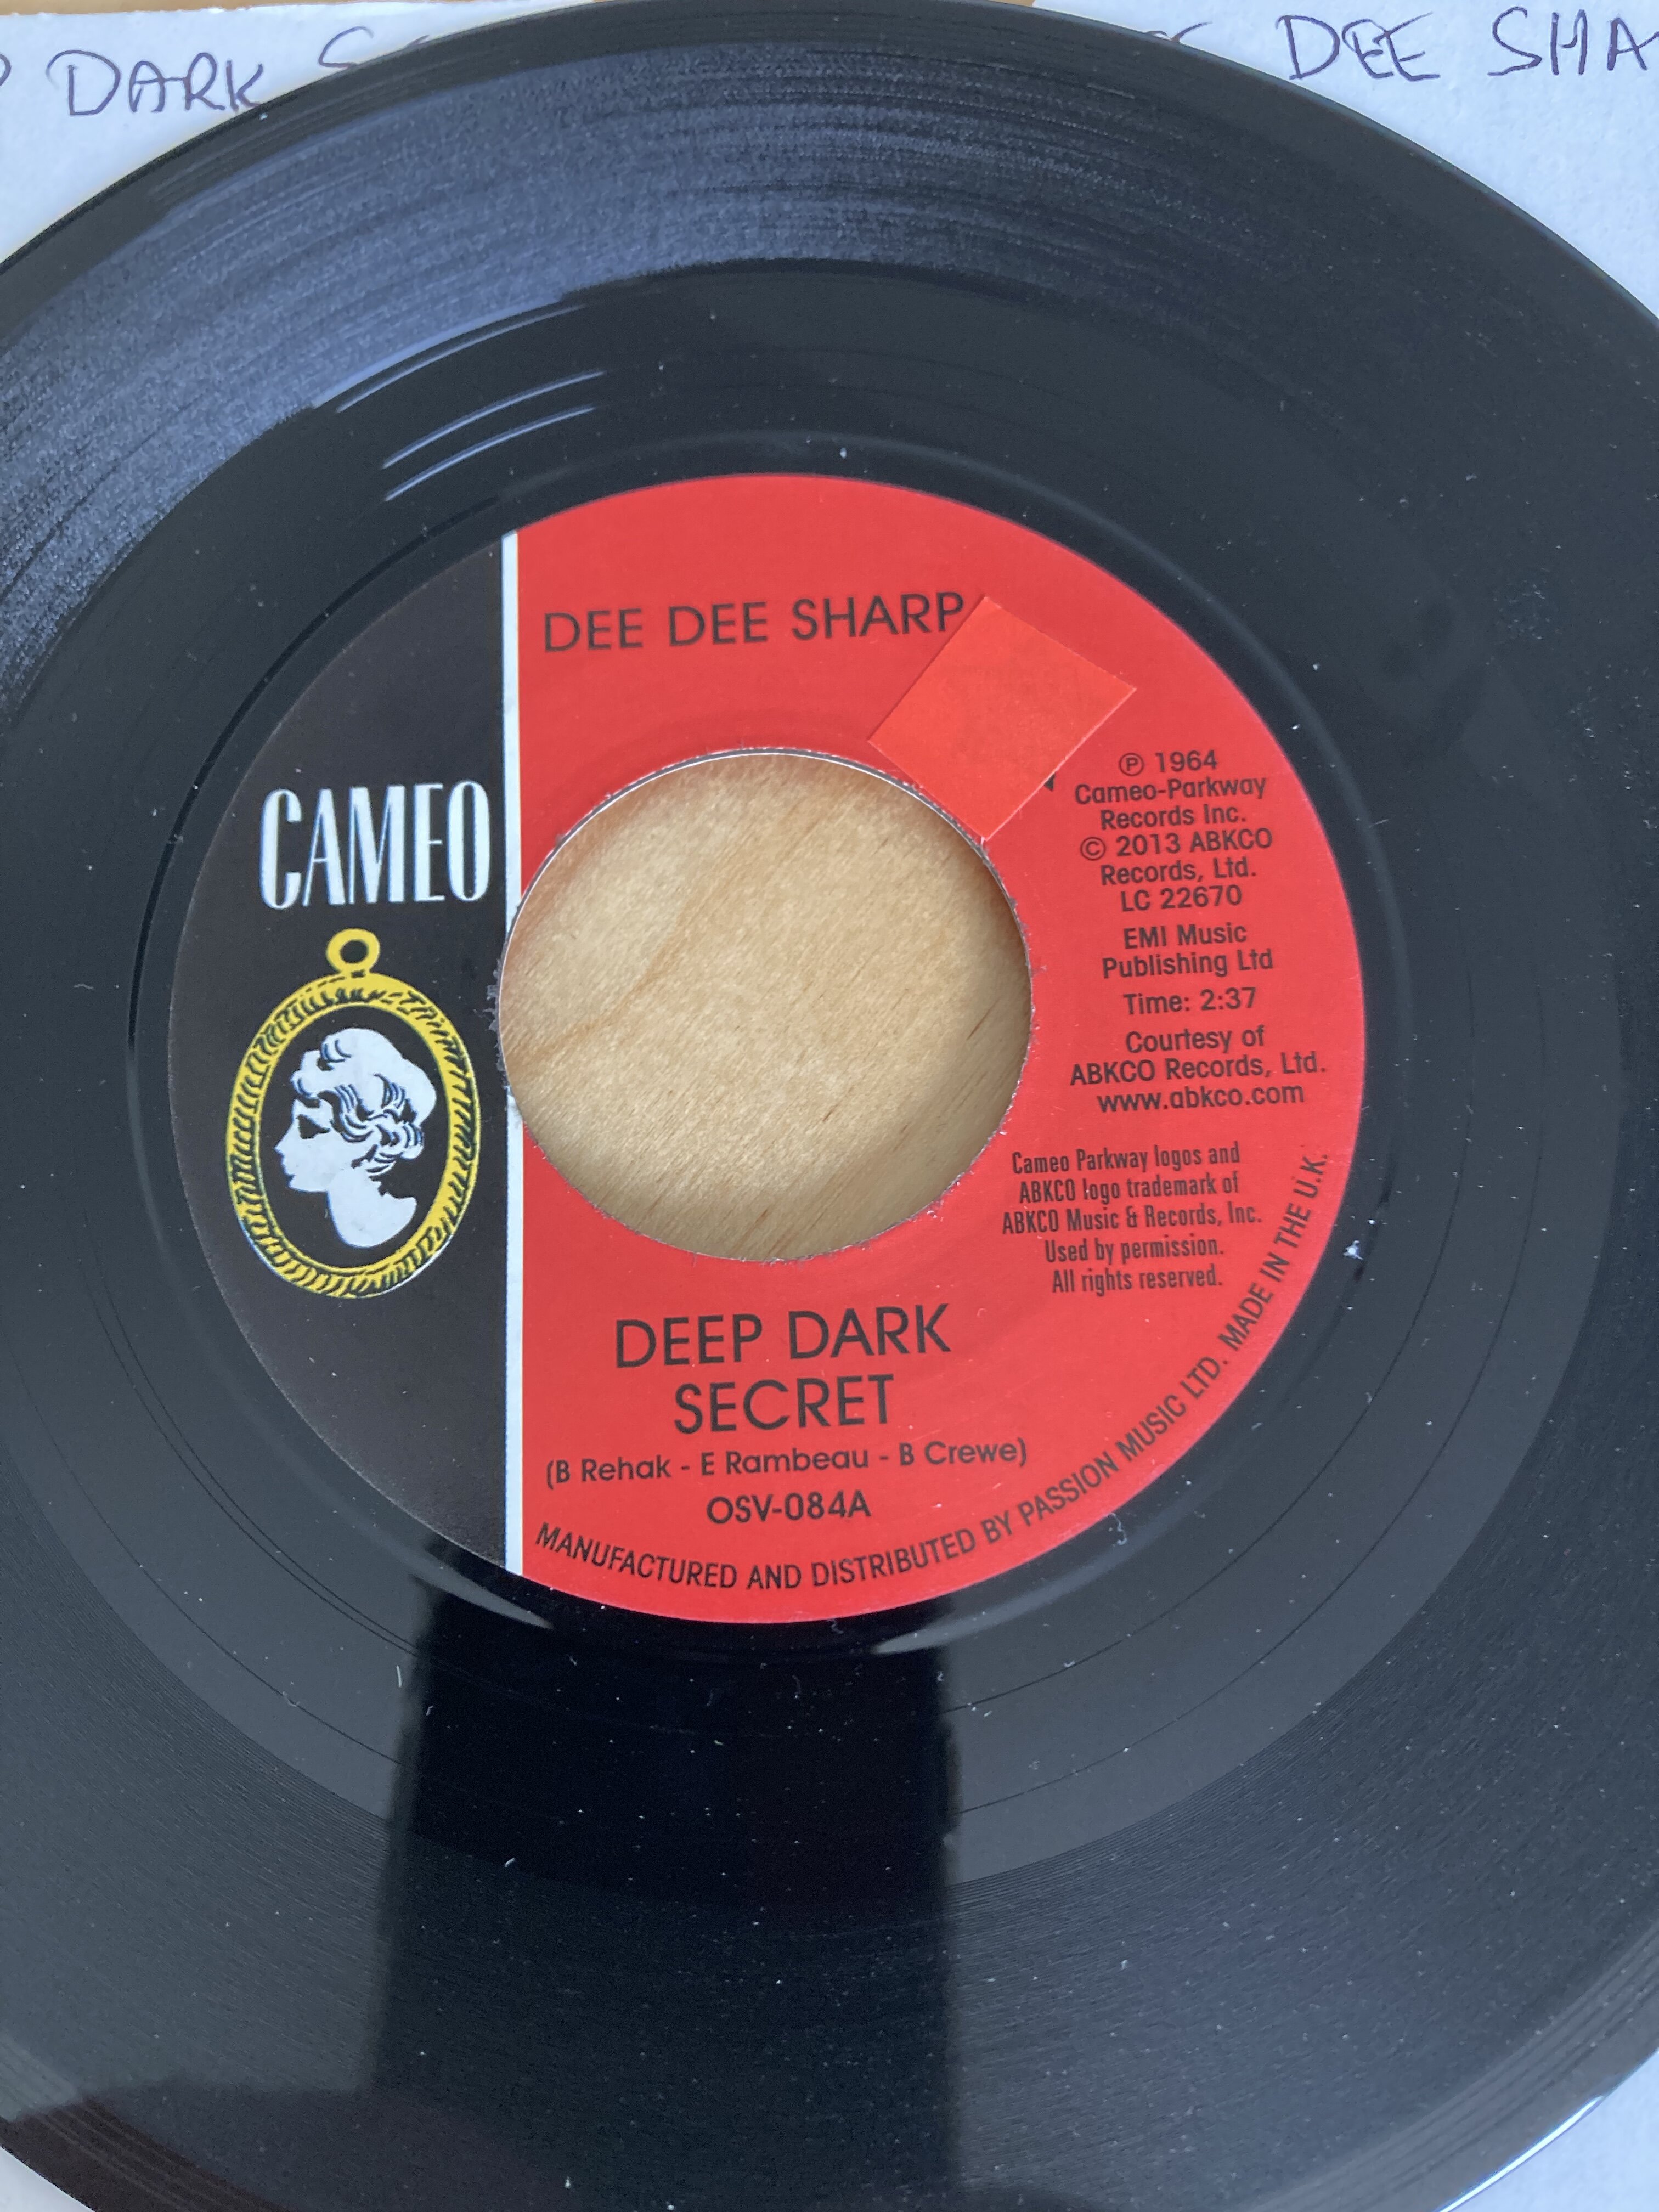 DARK
DEE SHA
DEE DEE SHARP
CAMEO
℗ 1964
Cameo-Parkway
Records Inc.
© 2013 ABKCO
Records, Ltd.
LC 22670
EMI Music
Publishing Ltd
Time: 2:37
Courtesy of
ABKCO Records, Ltd.
www.abkco.com
Cameo Parkway logos and
ABKCO logo trademark of
ABKCO Music & Records, Inc.
Used by permission.
All rights reserved.
DEEP DARK
SECRET
(B Rehak - E Rambeau - B Crewe)
OSV-084A
MANUFACTURED AND DISTRIBUTED BY PASSION MUSIC LTD. MADE IN THE U.K.